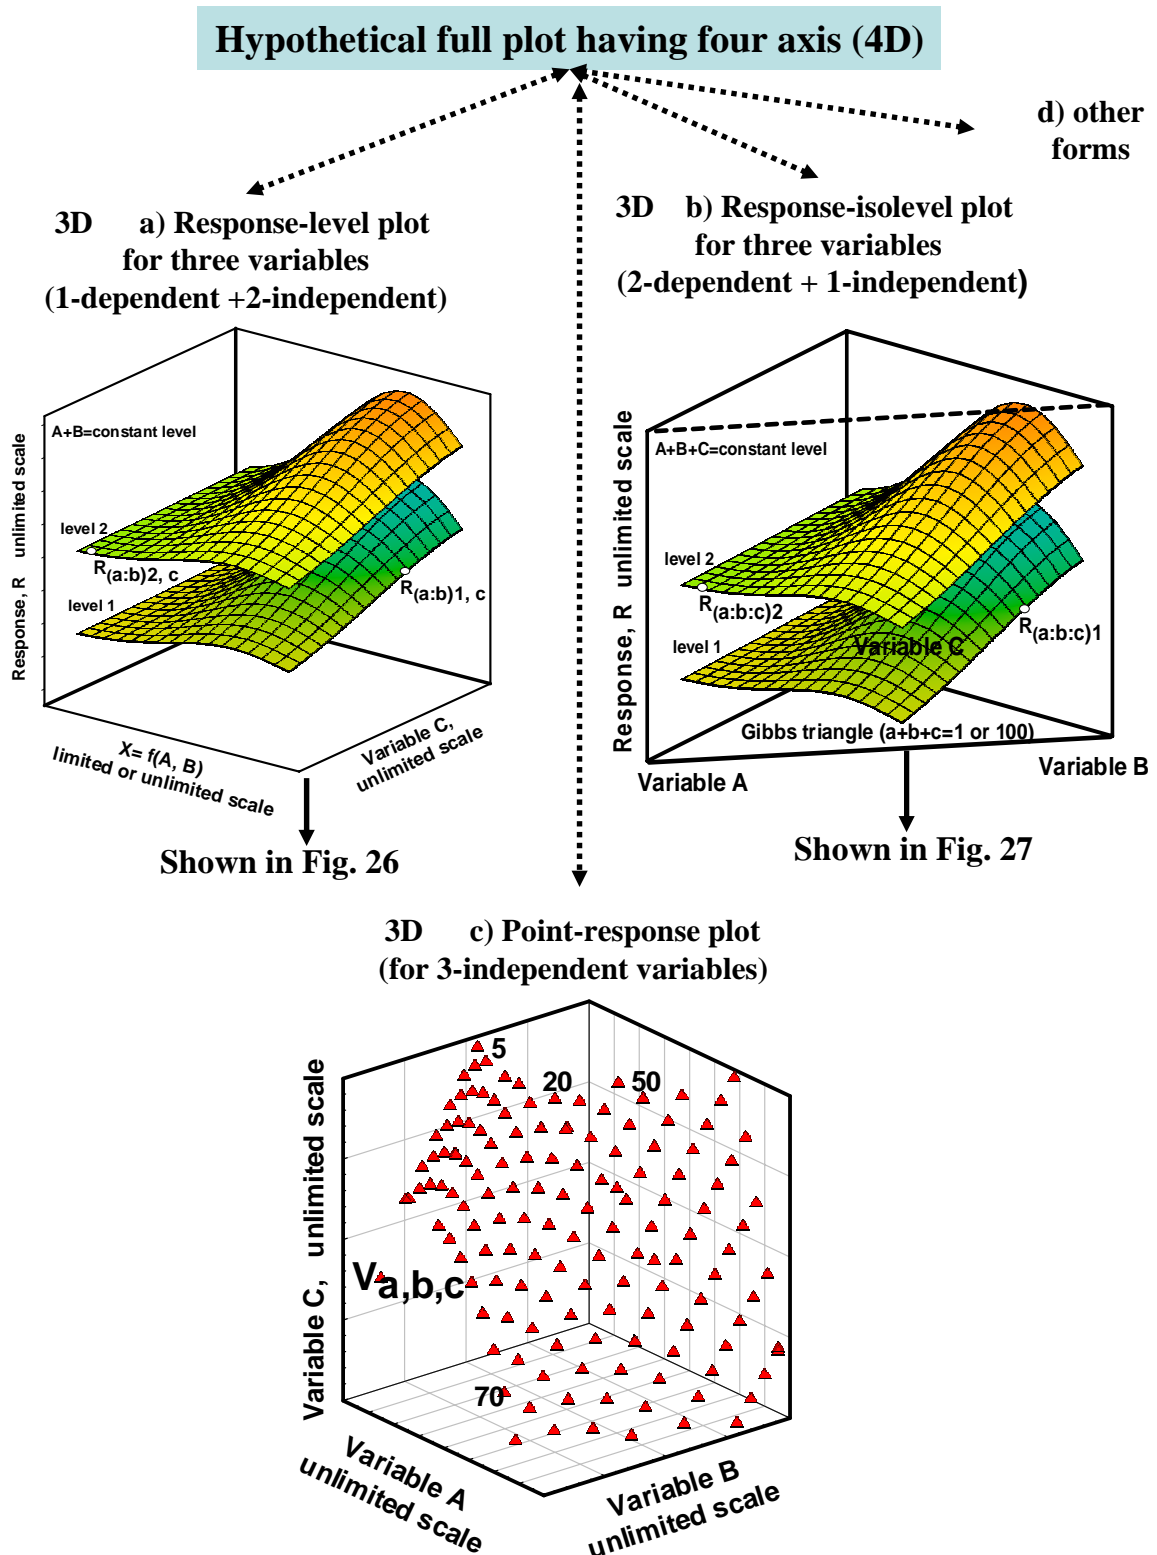 Hypothetical full plot having four axis (4D)
d) other
forms
3D a) Response-level plot
for three variables
(1-dependent +2-independent)
3D b) Response-isolevel plot
for three variables
(2-dependent + 1-independent)
Response, R unlimited scale
A+B=constant level
level 2
R(a:b)2, c
level 1
R(a:b)1, c
X= f(A, B)
limited or unlimited scale
Variable C,
unlimited scale
Shown in Fig. 26
Response, R unlimited scale
A+B+C=constant level
level 2
R(a:b:c)2
level 1
Variable C
R(a:b:c)1
Gibbs triangle (a+b+c=1 or 100)
Variable A
Variable B
Shown in Fig. 27
3D c) Point-response plot
(for 3-independent variables)
Variable C, unlimited scale
5
20
50
Va,b,c
70
Variable A
unlimited scale
Variable B
unlimited scale